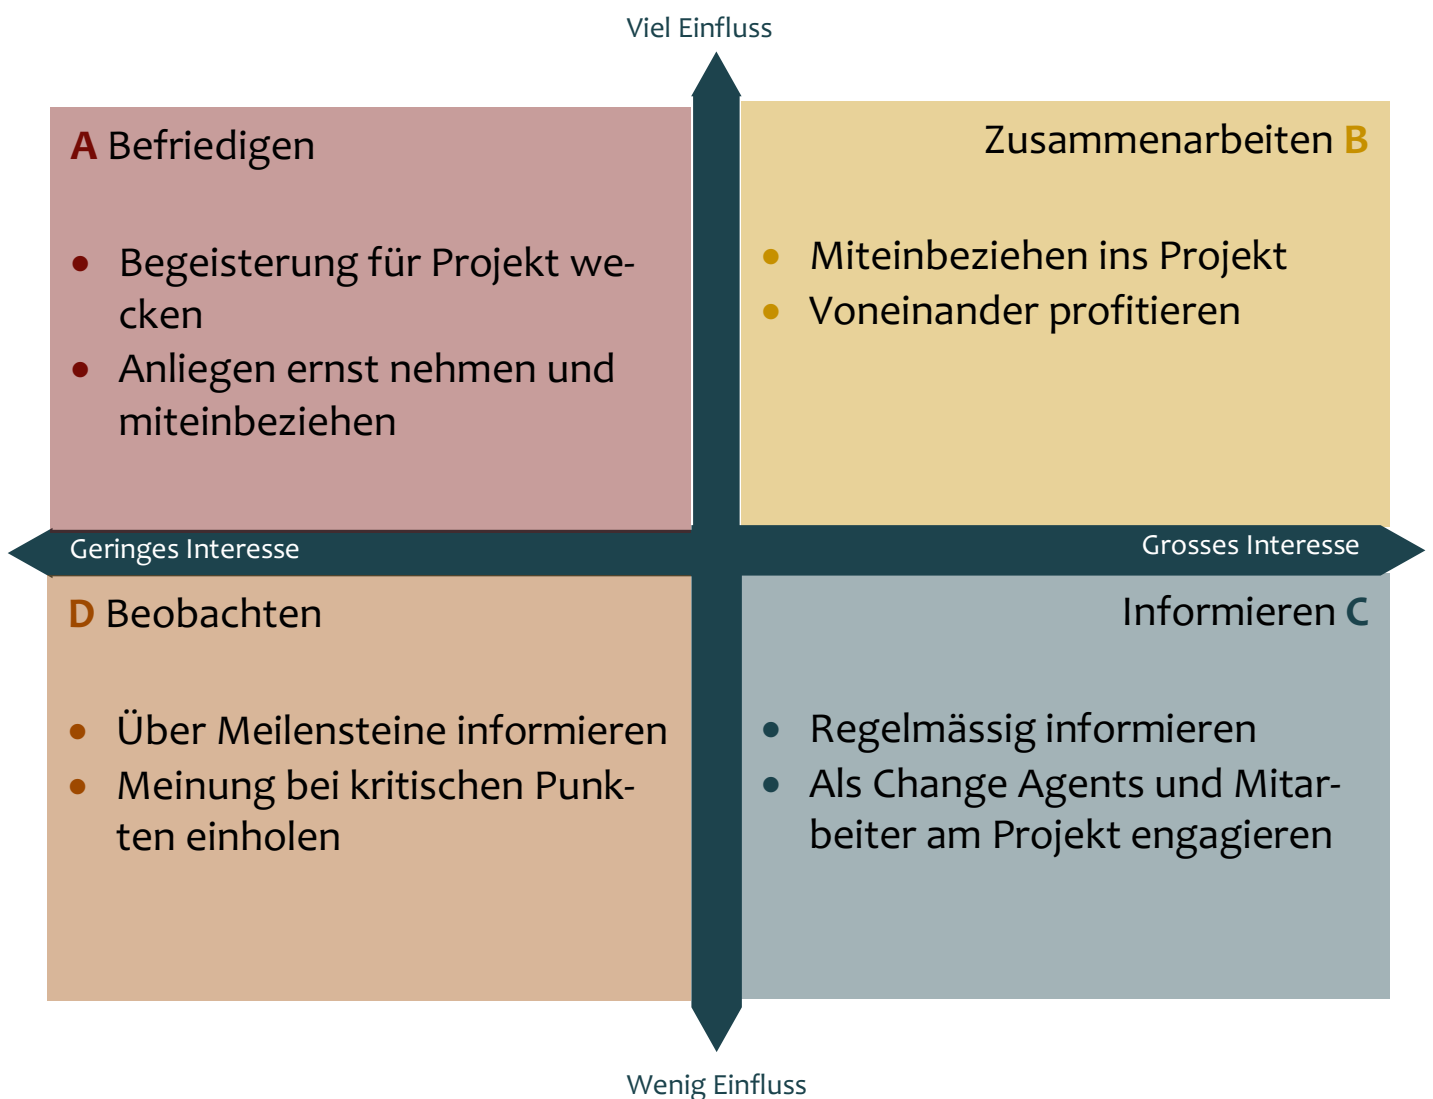 Viel Einfluss
A Befriedigen
Begeisterung für Projekt we-
cken
Anliegen ernst nehmen und
miteinbeziehen
Zusammenarbeiten B
Miteinbeziehen ins Projekt
Voneinander profitieren
Geringes Interesse
Grosses Interesse
D Beobachten
Über Meilensteine informieren
Meinung bei kritischen Punk-
ten einholen
Informieren C
Regelmässig informieren
Als Change Agents und Mitar-
beiter am Projekt engagieren
Wenig Einfluss